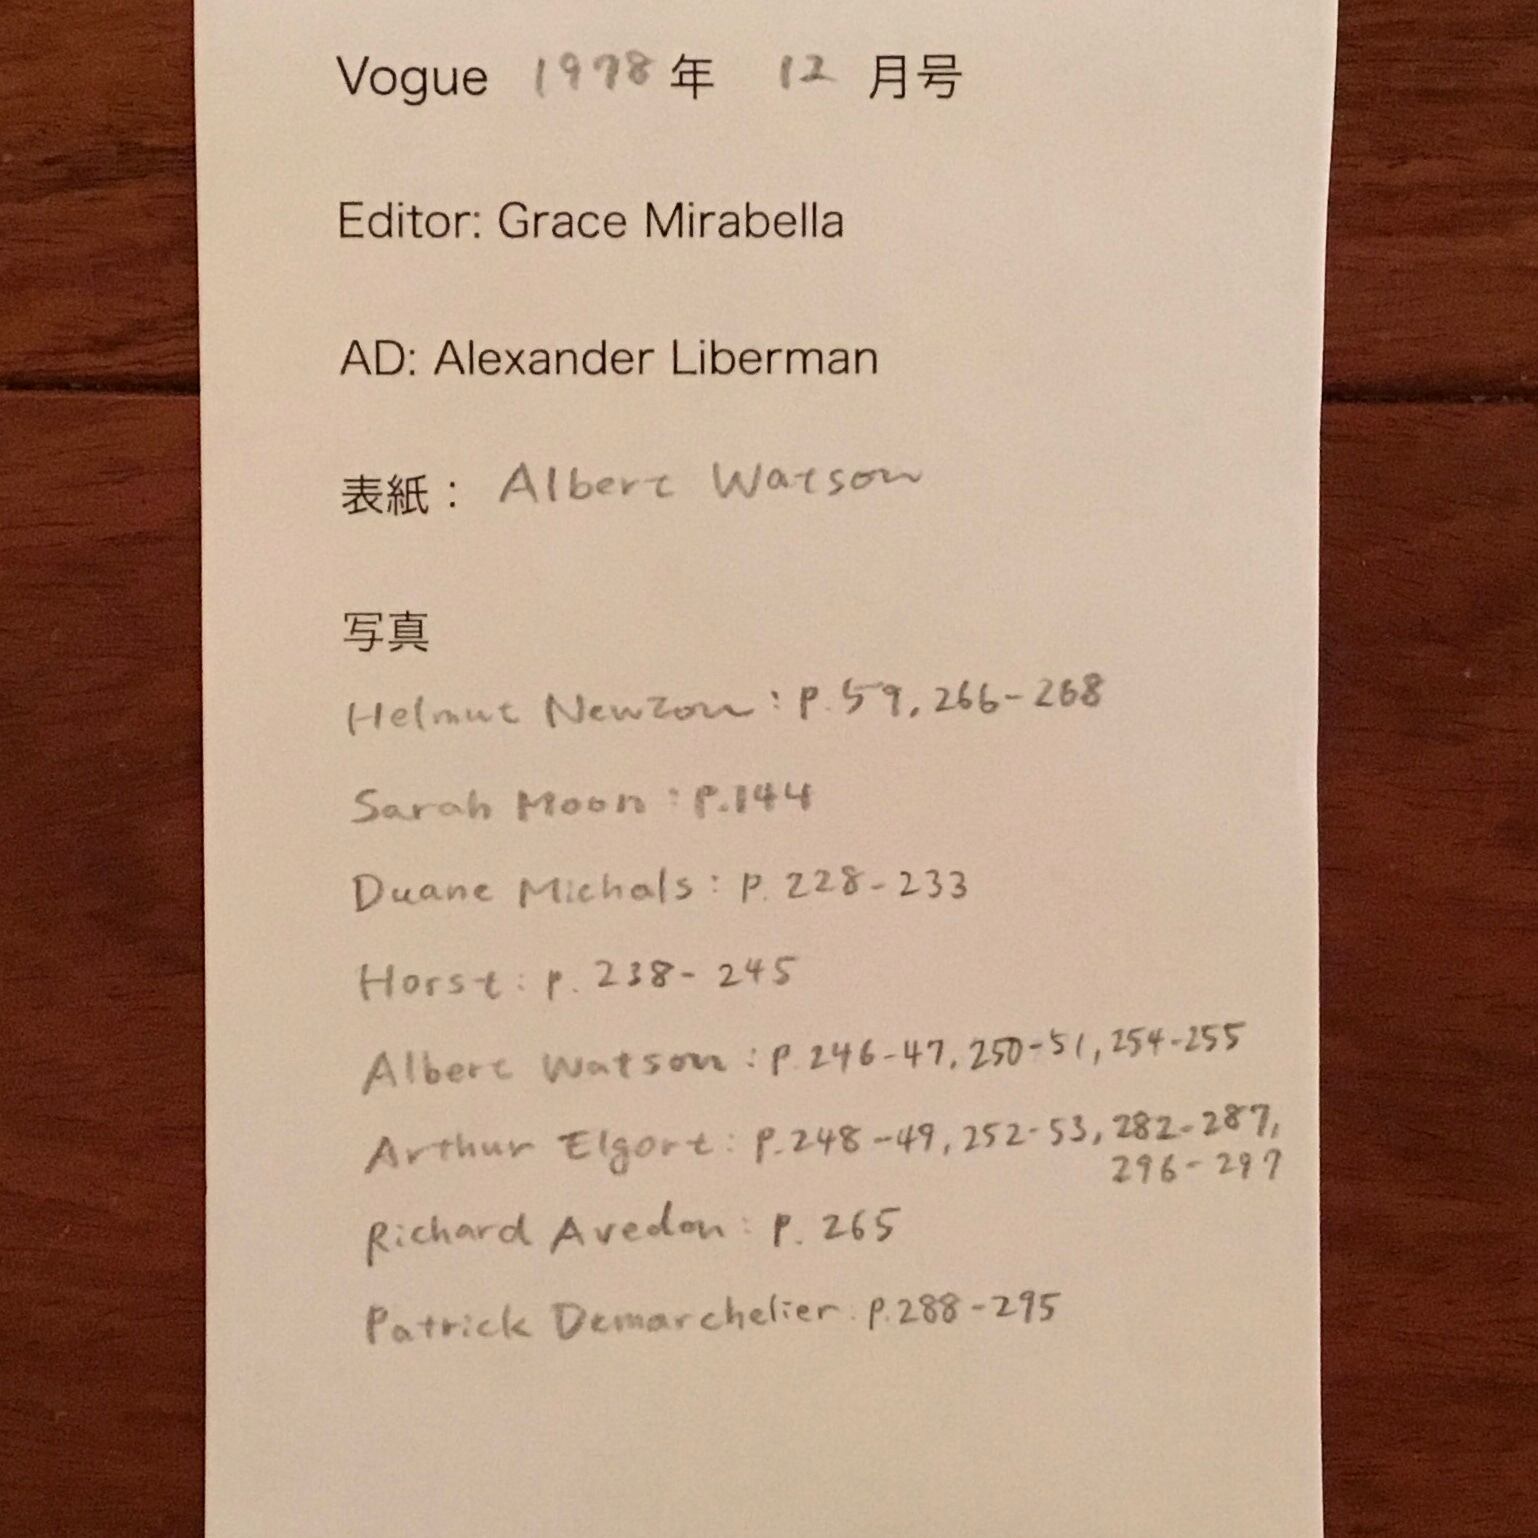 Vogue 1978年 12月号
Editor: Grace Mirabella
AD: Alexander Liberman
表紙： Albert Watson
写真
Helmut Newton : p. 59, 266-268
Sarah Moon : p.144
Duane Michals : p. 228-233
Horst : p. 238-245
Albert Watson : p. 246-47, 250-51, 254-255
Arthur Elgort : p. 248-49, 252-53, 282-287,
296-297
Richard Avedon : p. 265
Patrick Demarchelier : p. 288-295